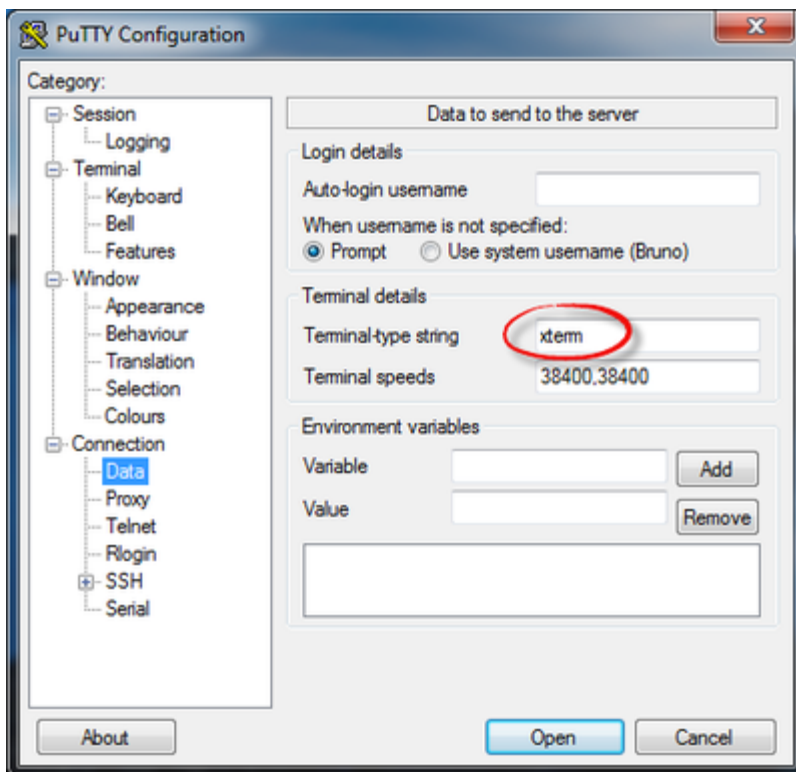 PuTTY Configuration
Category:
Session
Logging
Terminal
Keyboard
Bell
Features
Window
Appearance
Behaviour
Translation
Selection
Colours
Connection
Data
Proxy
Telnet
Rlogin
SSH
Serial
Data to send to the server
Login details
Auto-login username
When username is not specified:
Prompt Use system username (Bruno)
Terminal details
Terminal-type string xterm
Terminal speeds 38400,38400
Environment variables
Variable Add
Value Remove
About Open Cancel